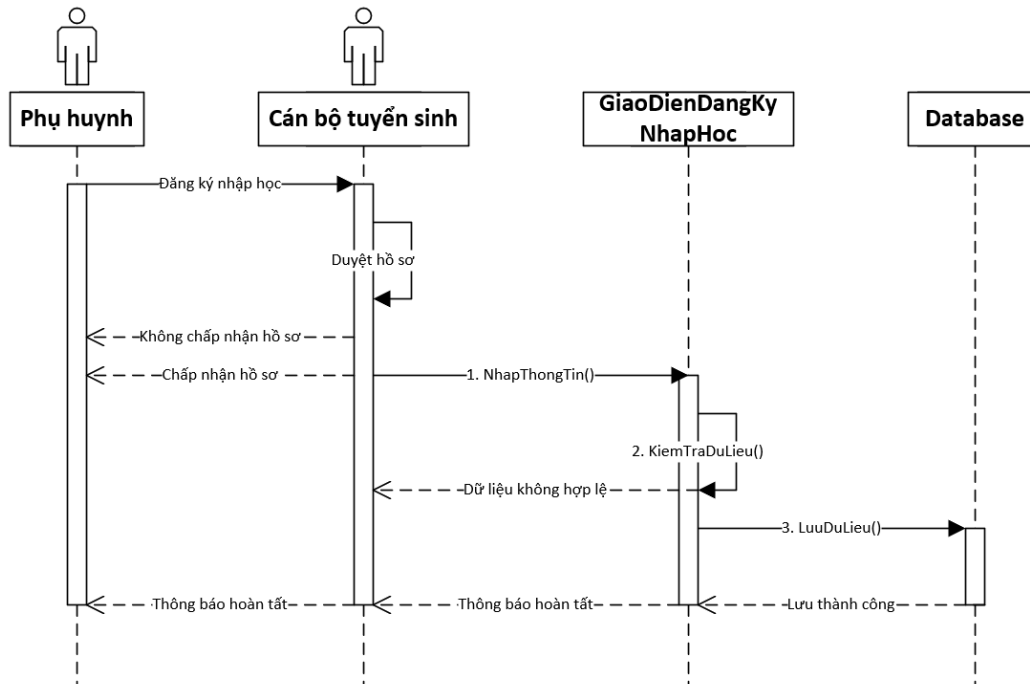 Phụ huynh
Cán bộ tuyển sinh
GiaoDienDangKy
NhapHoc
Database
Đăng ký nhập học
Duyệt hồ sơ
Không chấp nhận hồ sơ
Chấp nhận hồ sơ
1. NhapThongTin()
2. KiemTraDuLieu()
Dữ liệu không hợp lệ
3. LuuDuLieu()
Thông báo hoàn tất
Thông báo hoàn tất
Lưu thành công